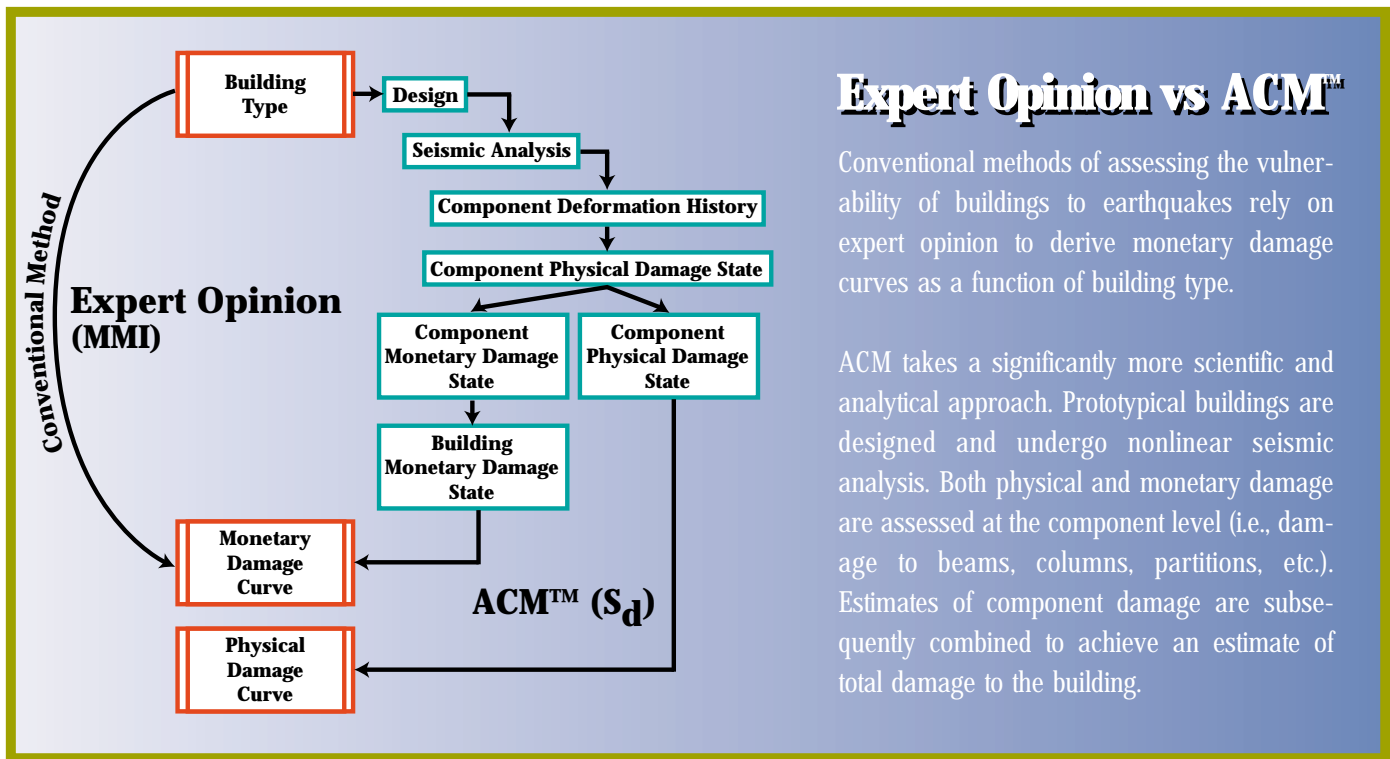 Building
Type
Design
Seismic Analysis
Component Deformation History
Component Physical Damage State
Component
Monetary Damage
State
Component
Physical Damage
State
Building
Monetary Damage
State
Conventional Method
Expert Opinion
(MMI)
Monetary
Damage
Curve
ACM™ (Sd)
Physical
Damage
Curve
Expert Opinion vs ACM™
Conventional methods of assessing the vulner-
ability of buildings to earthquakes rely on
expert opinion to derive monetary damage
curves as a function of building type.
ACM takes a significantly more scientific and
analytical approach. Prototypical buildings are
designed and undergo nonlinear seismic
analysis. Both physical and monetary damage
are assessed at the component level (i.e., dam-
age to beams, columns, partitions, etc.).
Estimates of component damage are subse-
quently combined to achieve an estimate of
total damage to the building.